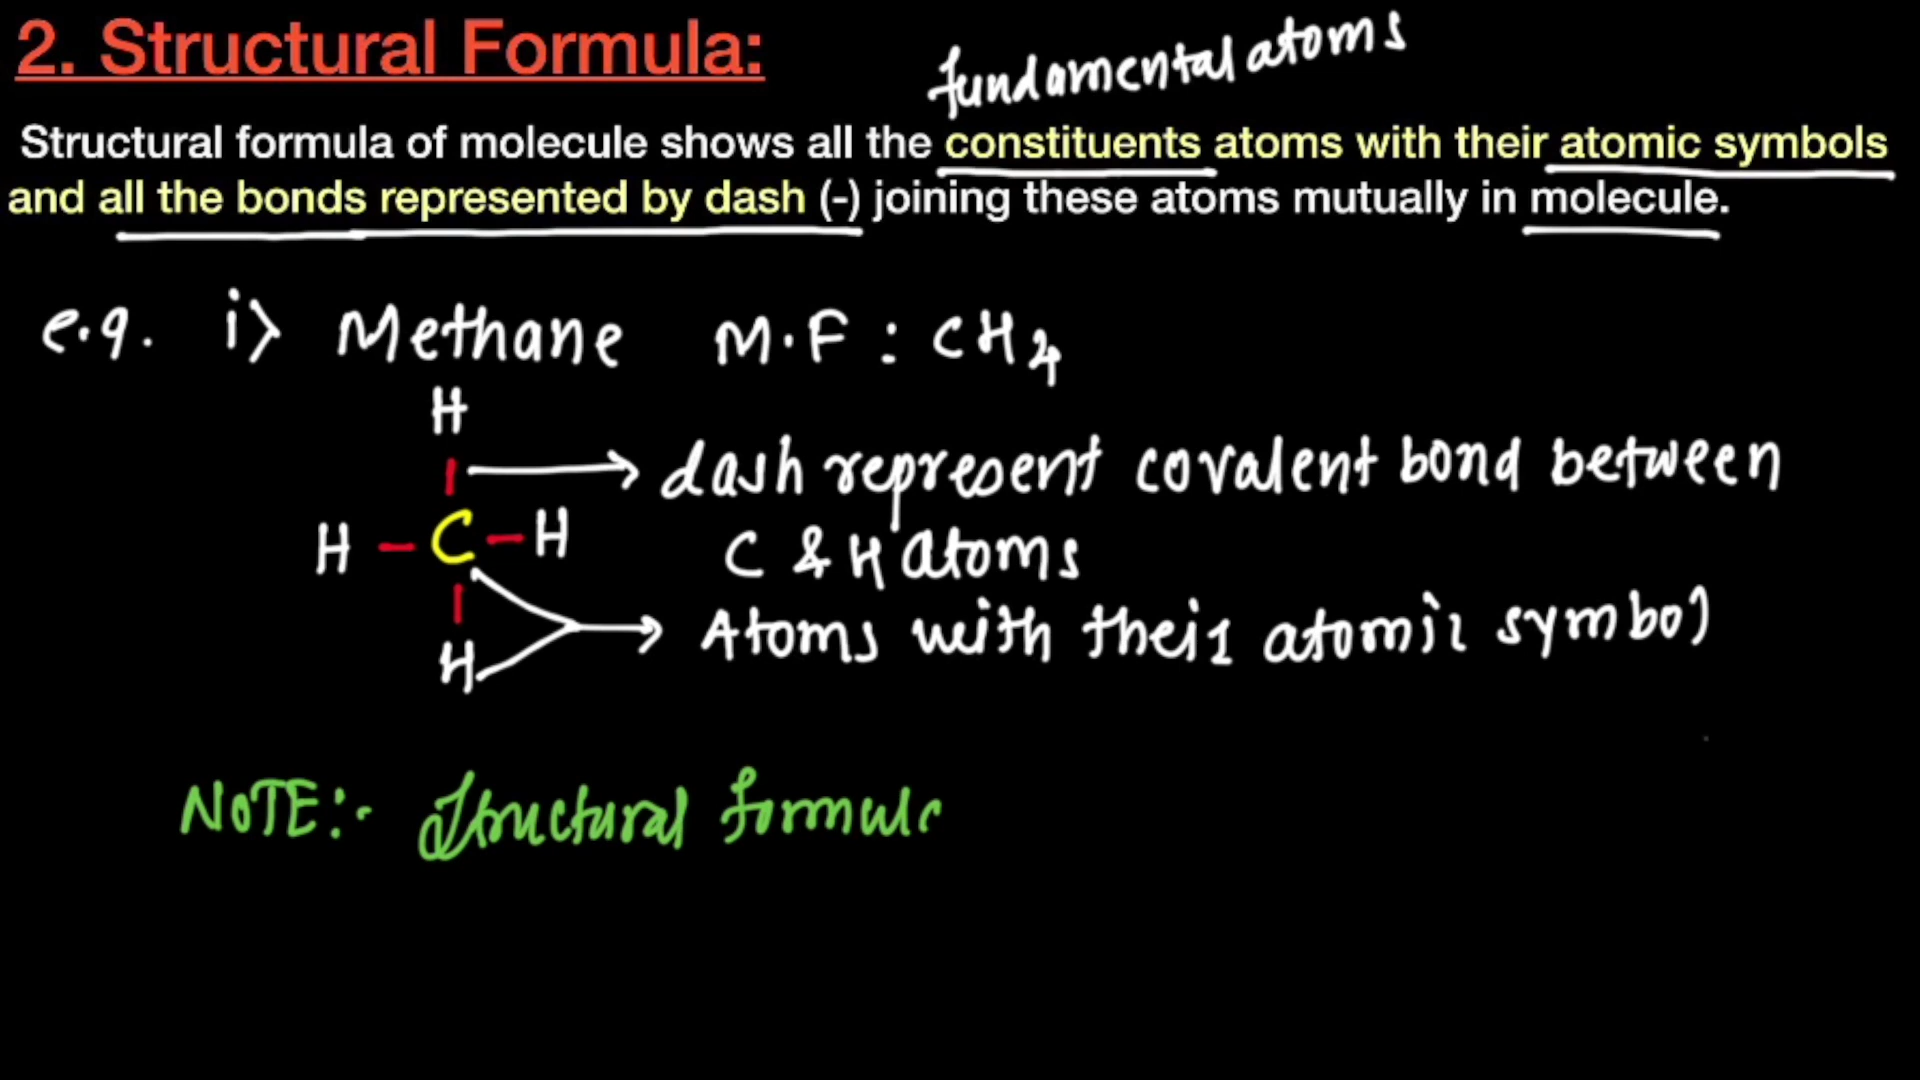 2. Structural Formula:
fundamental atoms
Structural formula of molecule shows all the constituents atoms with their atomic symbols
and all the bonds represented by dash (-) joining these atoms mutually in molecule.
e.g. i> Methane M.F : CH4
H
dash represent covalent bond between
H - C - H
C & H atoms
H
Atoms with their atomic symbol
NOTE:- Structural formula